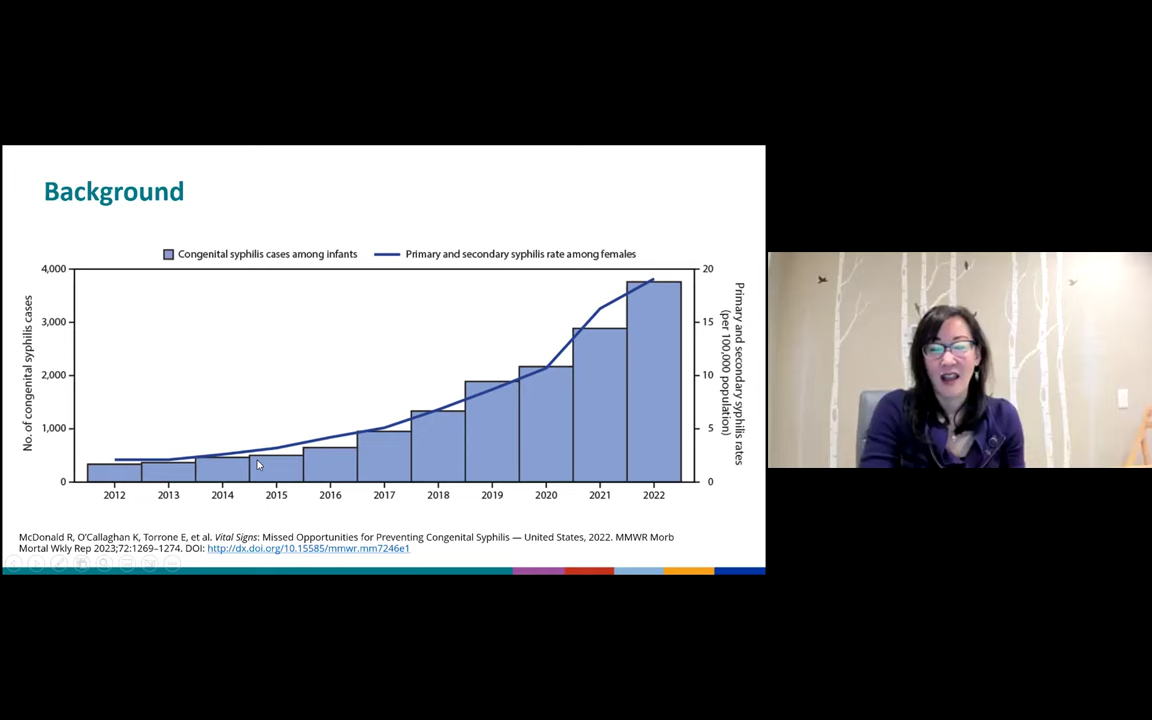 Background
Congenital syphilis cases among infants
Primary and secondary syphilis rate among females
4,000
3,000
2,000
1,000
0
No. of congenital syphilis cases
20
15
10
5
0
Primary and secondary syphilis rates
(per 100,000 population)
2012 2013 2014 2015 2016 2017 2018 2019 2020 2021 2022
McDonald R, O'Callaghan K, Torrone E, et al. Vital Signs: Missed Opportunities for Preventing Congenital Syphilis — United States, 2022. MMWR Morb
Mortal Wkly Rep 2023;72:1269–1274. DOI: http://dx.doi.org/10.15585/mmwr.mm7246e1